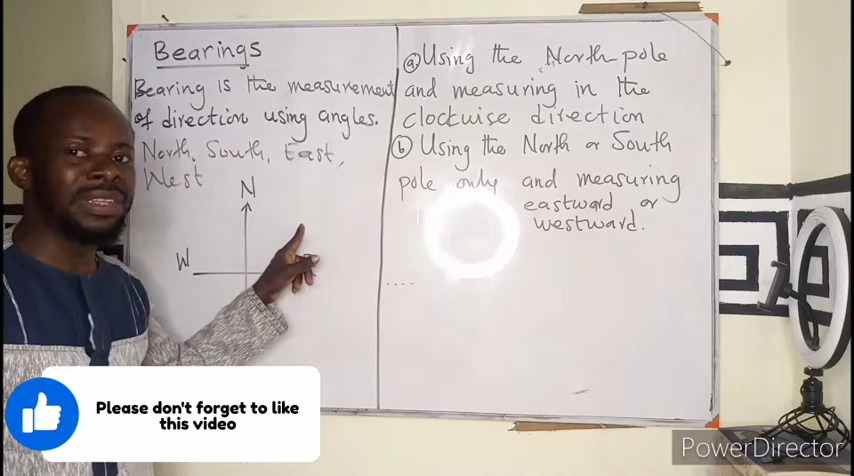 Bearings
Bearing is the measurement
of direction using angles.
North, South, East,
West
N
W
(a) Using the North pole
and measuring in the
clockwise direction
(b) Using the North or South
pole only and measuring
eastward or
westward.
....
Please don't forget to like
this video
PowerDirector